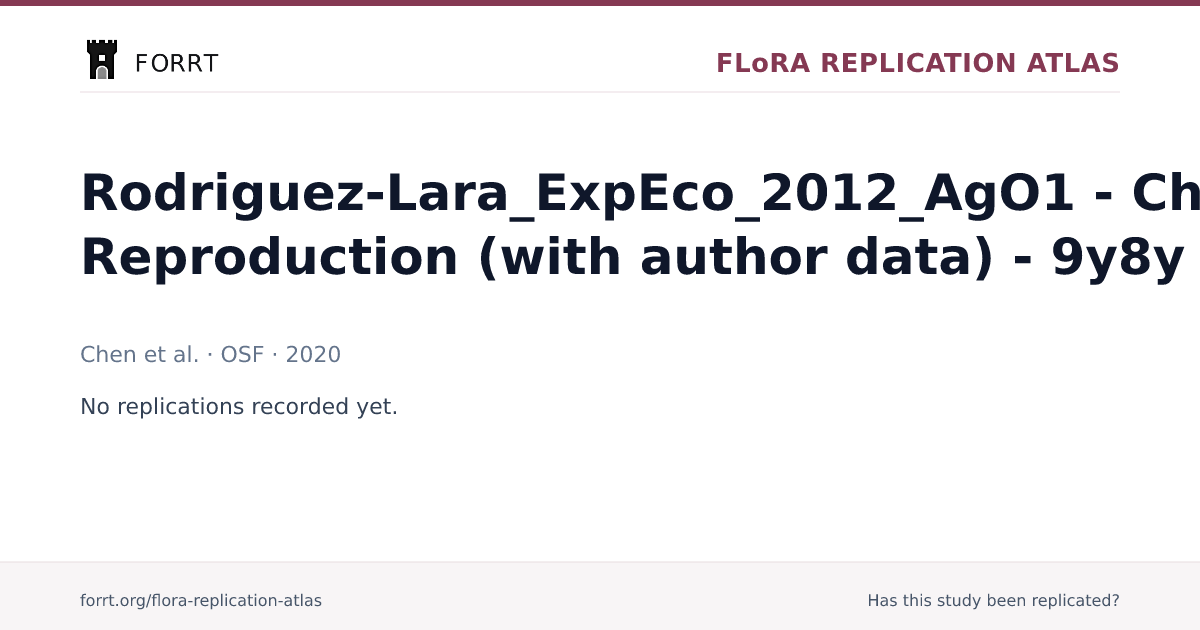 FORRT
FLoRA REPLICATION ATLAS
Rodriguez-Lara_ExpEco_2012_AgO1 - Ch
Reproduction (with author data) - 9y8y
Chen et al. · OSF · 2020
No replications recorded yet.
forrt.org/flora-replication-atlas
Has this study been replicated?